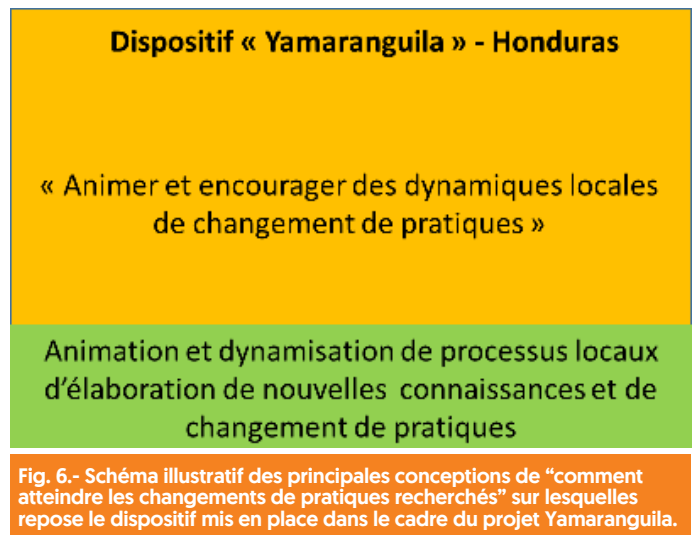 Dispositif « Yamaranguila » - Honduras
« Animer et encourager des dynamiques locales
de changement de pratiques »
Animation et dynamisation de processus locaux
d’élaboration de nouvelles connaissances et de
changement de pratiques
Fig. 6.- Schéma illustratif des principales conceptions de “comment
atteindre les changements de pratiques recherchés” sur lesquelles
repose le dispositif mis en place dans le cadre du projet Yamaranguila.